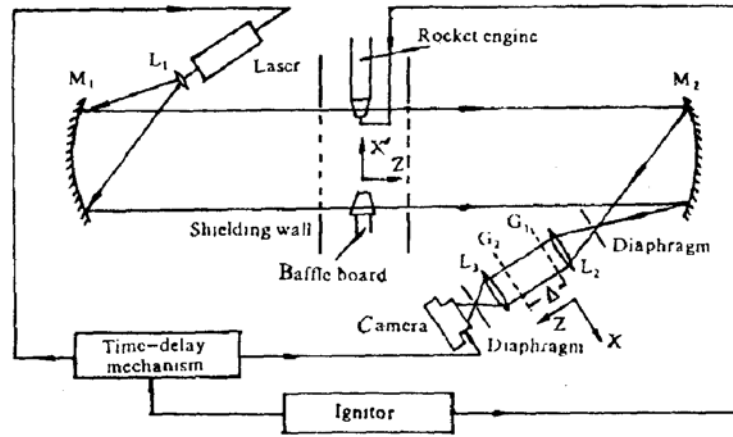 Rocket engine
L₁
Laser
M₁
M₂
X'
Z
Shielding wall
Baffle board
G₂
G₁
Diaphragm
L₃
L₂
Δ
Z
X
Camera
Diaphragm
Time-delay
mechanism
Ignitor